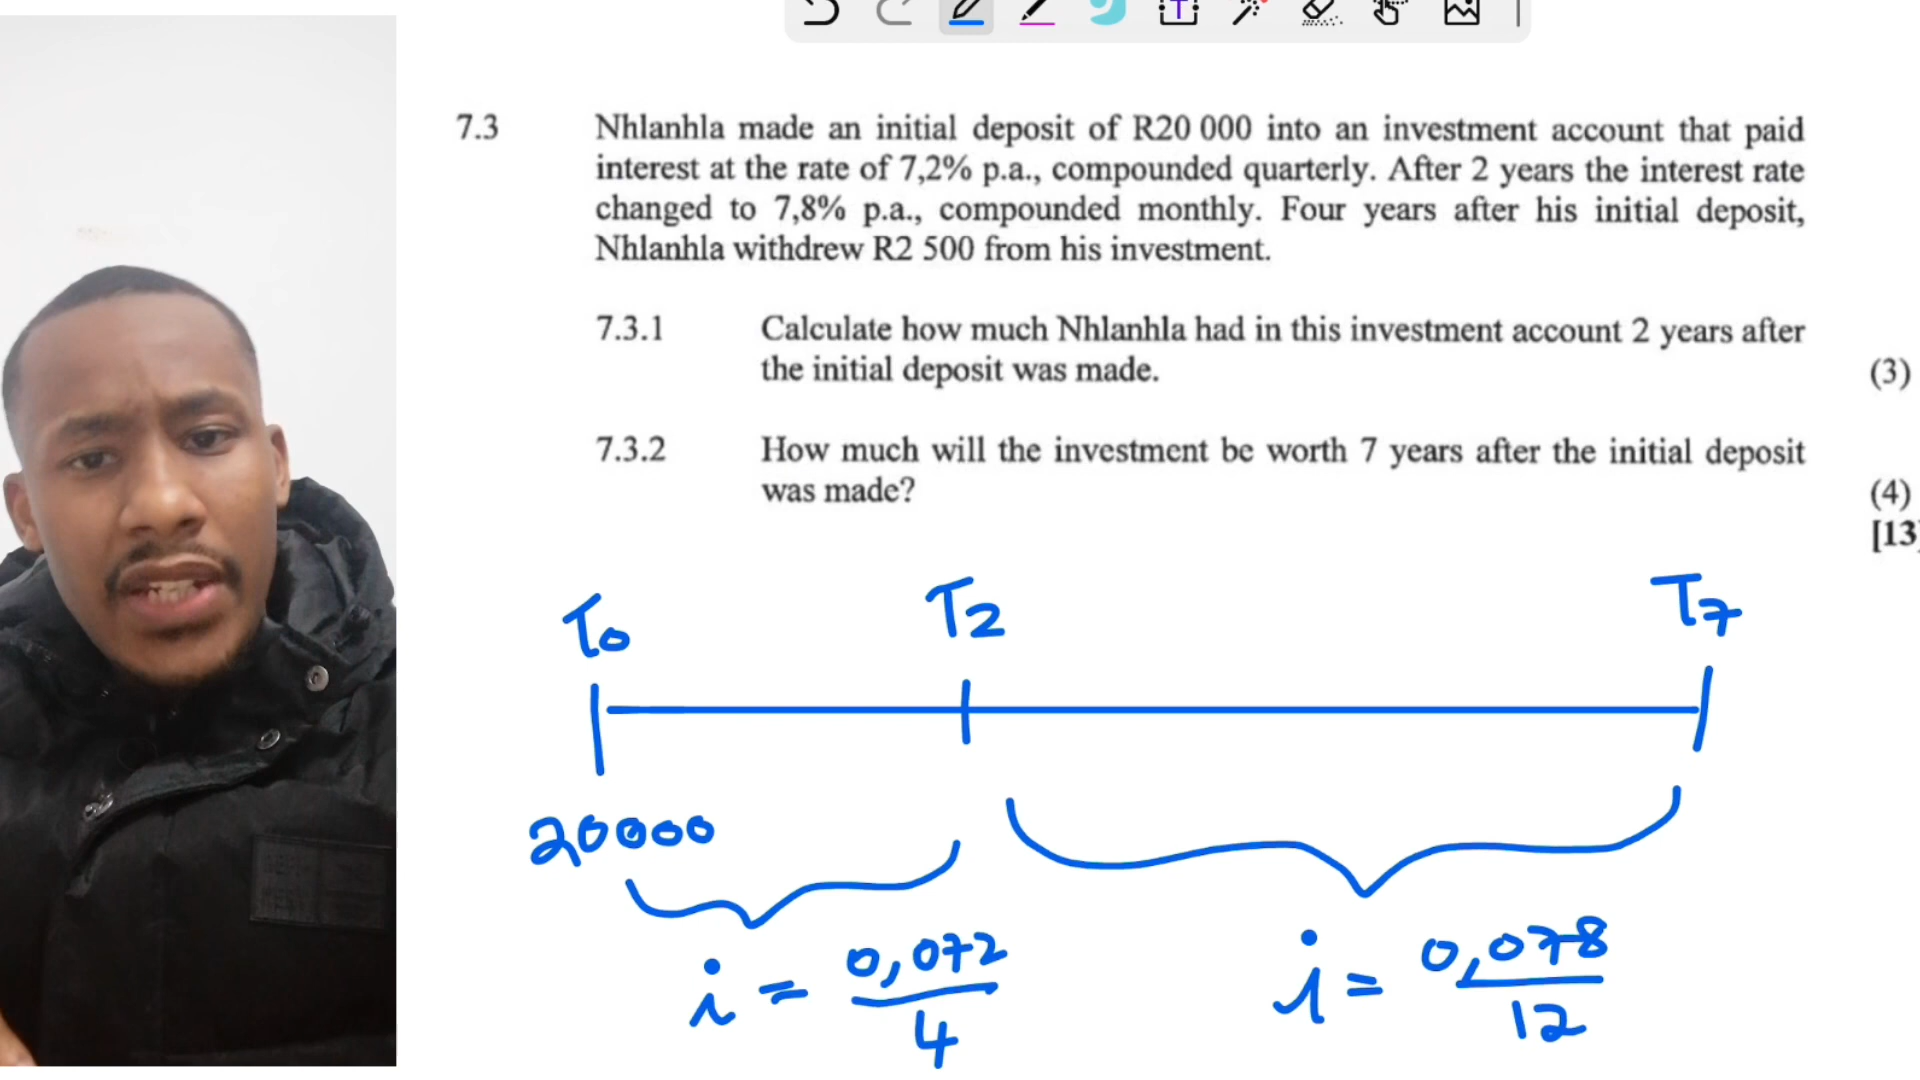 7.3 Nhlanhla made an initial deposit of R20 000 into an investment account that paid
interest at the rate of 7,2% p.a., compounded quarterly. After 2 years the interest rate
changed to 7,8% p.a., compounded monthly. Four years after his initial deposit,
Nhlanhla withdrew R2 500 from his investment.
7.3.1 Calculate how much Nhlanhla had in this investment account 2 years after
the initial deposit was made. (3)
7.3.2 How much will the investment be worth 7 years after the initial deposit
was made? (4)
[13]
T0 T2 T7
20000
i = 0,072/4 i = 0,078/12